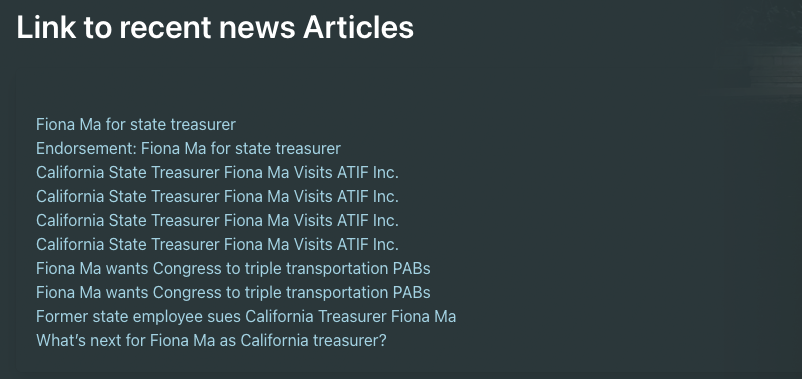 Link to recent news Articles
Fiona Ma for state treasurer
Endorsement: Fiona Ma for state treasurer
California State Treasurer Fiona Ma Visits ATIF Inc.
California State Treasurer Fiona Ma Visits ATIF Inc.
California State Treasurer Fiona Ma Visits ATIF Inc.
California State Treasurer Fiona Ma Visits ATIF Inc.
Fiona Ma wants Congress to triple transportation PABs
Fiona Ma wants Congress to triple transportation PABs
Former state employee sues California Treasurer Fiona Ma
What’s next for Fiona Ma as California treasurer?